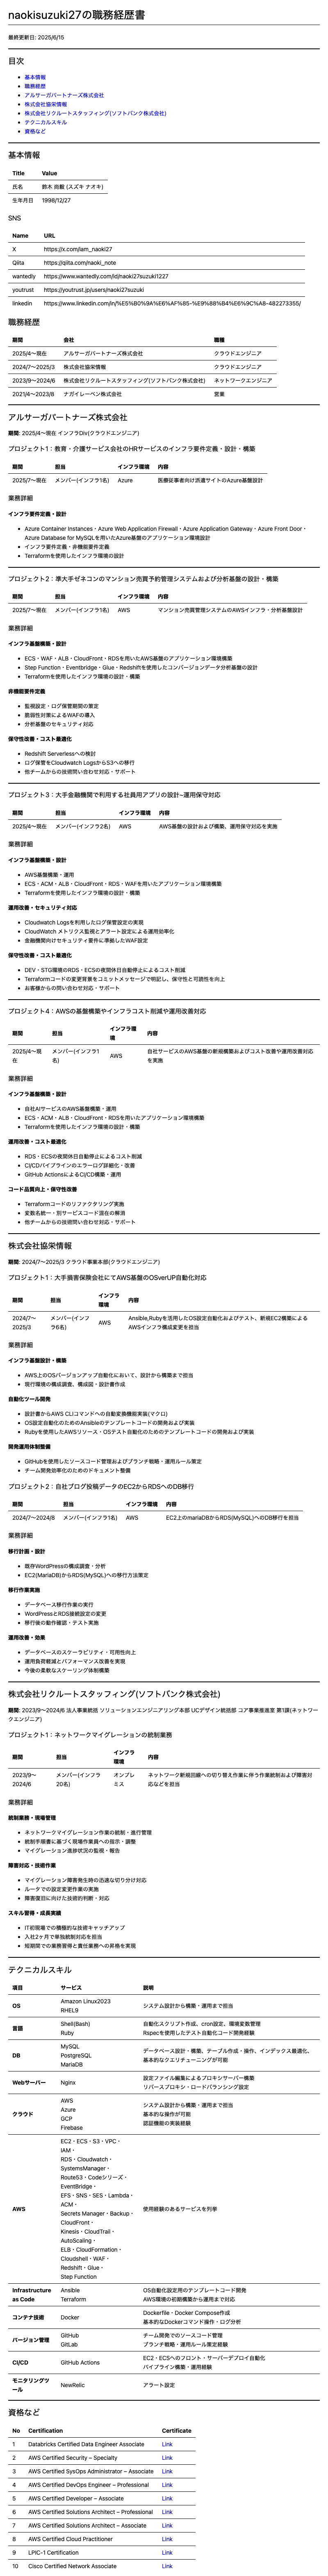 naokisuzuki27の職務経歴書
最終更新日: 2025/6/15
目次
基本情報
職務経歴
アルサーガパートナーズ株式会社
株式会社協栄情報
株式会社リクルートスタッフィング(ソフトバンク株式会社)
テクニカルスキル
資格など
基本情報
Title Value
氏名 鈴木 尚毅 (スズキ ナオキ)
生年月日 1998/12/27
SNS
Name URL
X https://x.com/iam_naoki27
Qiita https://qiita.com/naoki_note
wantedly https://www.wantedly.com/id/naoki27suzuki1227
youtrust https://youtrust.jp/users/naoki27suzuki
linkedin https://www.linkedin.com/in/%E5%B0%9A%E6%AF%85-%E9%88%B4%E6%9C%A8-482273355/
職務経歴
期間 会社 職種
2025/4〜現在 アルサーガパートナーズ株式会社 クラウドエンジニア
2024/7〜2025/3 株式会社協栄情報 クラウドエンジニア
2023/9〜2024/6 株式会社リクルートスタッフィング(ソフトバンク株式会社) ネットワークエンジニア
2021/4〜2023/8 ナガイレーベン株式会社 営業
アルサーガパートナーズ株式会社
期間: 2025/4〜現在 インフラDiv(クラウドエンジニア)
プロジェクト1：教育・介護サービス会社のHRサービスのインフラ要件定義・設計・構築
期間 担当 インフラ環境 内容
2025/7〜現在 メンバー(インフラ1名) Azure 医療従事者向け派遣サイトのAzure基盤設計
業務詳細
インフラ要件定義・設計
Azure Container Instances・Azure Web Application Firewall・Azure Application Gateway・Azure Front Door・
Azure Database for MySQLを用いたAzure基盤のアプリケーション環境設計
インフラ要件定義・非機能要件定義
Terraformを使用したインフラ環境の設計
プロジェクト2：準大手ゼネコンのマンション売買予約管理システムおよび分析基盤の設計・構築
期間 担当 インフラ環境 内容
2025/7〜現在 メンバー(インフラ1名) AWS マンション売買管理システムのAWSインフラ・分析基盤設計
業務詳細
インフラ基盤構築・設計
ECS・WAF・ALB・CloudFront・RDSを用いたAWS基盤のアプリケーション環境構築
Step Function・Eventbridge・Glue・Redshiftを使用したコンバージョンデータ分析基盤の設計
Terraformを使用したインフラ環境の設計・構築
非機能要件定義
監視設定・ログ保管期間の策定
脆弱性対策によるWAFの導入
分析基盤のセキュリティ対応
保守性改善・コスト最適化
Redshift Serverlessへの検討
ログ保管をCloudwatch LogsからS3への移行
他チームからの技術問い合わせ対応・サポート
プロジェクト3：大手金融機関で利用する社員用アプリの設計~運用保守対応
期間 担当 インフラ環境 内容
2025/4〜現在 メンバー(インフラ2名) AWS AWS基盤の設計および構築、運用保守対応を実施
業務詳細
インフラ基盤構築・設計
AWS基盤構築・運用
ECS・ACM・ALB・CloudFront・RDS・WAFを用いたアプリケーション環境構築
Terraformを使用したインフラ環境の設計・構築
運用改善・セキュリティ対応
Cloudwatch Logsを利用したログ保管設定の実現
CloudWatch メトリクス監視とアラート設定による運用効率化
金融機関向けセキュリティ要件に準拠したWAF設定
保守性改善・コスト最適化
DEV・STG環境のRDS・ECSの夜間休日自動停止によるコスト削減
Terraformコードの変更背景をコミットメッセージで明記し、保守性と可読性を向上
お客様からの問い合わせ対応・サポート
プロジェクト4：AWSの基盤構築やインフラコスト削減や運用改善対応
期間 担当 インフラ環境 内容
2025/4〜現在 メンバー(インフラ1名) AWS 自社サービスのAWS基盤の新規構築およびコスト改善や運用改善対応を実施
業務詳細
インフラ基盤構築・設計
自社AIサービスのAWS基盤構築・運用
ECS・ACM・ALB・CloudFront・RDSを用いたアプリケーション環境構築
Terraformを使用したインフラ環境の設計・構築
運用改善・コスト最適化
RDS・ECSの夜間休日自動停止によるコスト削減
CI/CDパイプラインのエラーログ詳細化・改善
GitHub ActionsによるCI/CD構築・運用
コード品質向上・保守性改善
Terraformコードのリファクタリング実施
変数名統一・別サービスコード混在の解消
他チームからの技術問い合わせ対応・サポート
株式会社協栄情報
期間: 2024/7〜2025/3 クラウド事業本部(クラウドエンジニア)
プロジェクト1：大手損害保険会社にてAWS基盤のOSverUP自動化対応
期間 担当 インフラ環境 内容
2024/7〜2025/3 メンバー(インフラ6名) AWS Ansible,Rubyを活用したOS設定自動化およびテスト、新規EC2構築によるAWSインフラ構成変更を担当
業務詳細
インフラ基盤設計・構築
AWS上のOSバージョンアップ自動化において、設計から構築まで担当
現行環境の構成調査、構成図・設計書作成
自動化ツール開発
設計書からAWS CLIコマンドへの自動変換機能実装(マクロ)
OS設定自動化のためのAnsibleのテンプレートコードの開発および実装
Rubyを使用したAWSリソース・OSテスト自動化のためのテンプレートコードの開発および実装
開発運用体制整備
GitHubを使用したソースコード管理およびブランチ戦略・運用ルール策定
チーム開発効率化のためのドキュメント整備
プロジェクト2：自社ブログ投稿データのEC2からRDSへのDB移行
期間 担当 インフラ環境 内容
2024/7〜2024/8 メンバー(インフラ1名) AWS EC2上のmariaDBからRDS(MySQL)へのDB移行を担当
業務詳細
移行計画・設計
既存WordPressの構成調査・分析
EC2(MariaDB)からRDS(MySQL)への移行方法策定
移行作業実施
データベース移行作業の実行
WordPressとRDS接続設定の変更
移行後の動作確認・テスト実施
運用改善・効果
データベースのスケーラビリティ・可用性向上
運用負荷軽減とパフォーマンス改善を実現
今後の柔軟なスケーリング体制構築
株式会社リクルートスタッフィング(ソフトバンク株式会社)
期間: 2023/9〜2024/6 法人事業統括 ソリューションエンジニアリング本部 UCデザイン統括部 コア事業推進室 第1課(ネットワークエンジニア)
プロジェクト1：ネットワークマイグレーションの統制業務
期間 担当 インフラ環境 内容
2023/9〜2024/6 メンバー(インフラ20名) オンプレミス ネットワーク新規回線への切り替え作業に伴う作業統制および障害対応などを担当
業務詳細
統制業務・現場管理
ネットワークマイグレーション作業の統制・進行管理
統制手順書に基づく現場作業員への指示・調整
マイグレーション進捗状況の監視・報告
障害対応・技術作業
マイグレーション障害発生時の迅速な切り分け対応
ルータでの設定変更作業の実施
障害復旧に向けた技術的判断・対応
スキル習得・成長実績
IT初現場での積極的な技術キャッチアップ
入社2ヶ月で単独統制対応を担当
短期間での業務習得と責任業務への昇格を実現
テクニカルスキル
項目 サービス 説明
OS Amazon Linux2023 RHEL9 システム設計から構築・運用まで担当
言語 Shell(Bash) Ruby 自動化スクリプト作成、cron設定、環境変数管理 Rspecを使用したテスト自動化コード開発経験
DB MySQL PostgreSQL MariaDB データベース設計・構築、テーブル作成・操作、インデックス最適化、基本的なクエリチューニングが可能
Webサーバー Nginx 設定ファイル編集によるプロキシサーバー構築 リバースプロキシ・ロードバランシング設定
クラウド AWS Azure GCP Firebase システム設計から構築・運用まで担当 基本的な操作が可能 認証機能の実装経験
AWS EC2・ECS・S3・VPC・IAM・RDS・Cloudwatch・SystemsManager・Route53・Codeシリーズ・EventBridge・EFS・SNS・SES・Lambda・ACM・Secrets Manager・Backup・CloudFront・Kinesis・CloudTrail・AutoScaling・ELB・CloudFormation・Cloudshell・WAF・Redshift・Glue・Step Function 使用経験のあるサービスを列挙
Infrastructure as Code Ansible Terraform OS自動化設定用のテンプレートコード開発 AWS環境の初期構築から運用まで対応
コンテナ技術 Docker Dockerfile・Docker Compose作成 基本的なDockerコマンド操作・ログ分析
バージョン管理 GitHub GitLab チーム開発でのソースコード管理 ブランチ戦略・運用ルール策定経験
CI/CD GitHub Actions EC2・ECSへのフロント・サーバーデプロイ自動化 パイプライン構築・運用経験
モニタリングツール NewRelic アラート設定
資格など
No Certification Certificate
1 Databricks Certified Data Engineer Associate Link
2 AWS Certified Security – Specialty Link
3 AWS Certified SysOps Administrator – Associate Link
4 AWS Certified DevOps Engineer – Professional Link
5 AWS Certified Developer – Associate Link
6 AWS Certified Solutions Architect – Professional Link
7 AWS Certified Solutions Architect – Associate Link
8 AWS Certified Cloud Practitioner Link
9 LPIC-1 Certification Link
10 Cisco Certified Network Associate Link